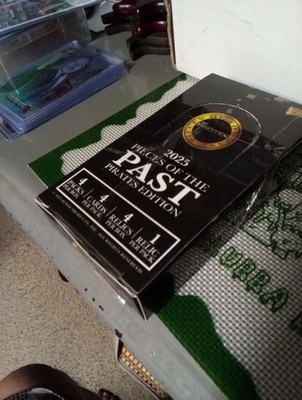 2025
PIECES OF THE
PAST
PIRATES EDITION
4 PACKS PER BOX
4 CARDS PER PACK
4 RELICS PER BOX
1 RELIC PER PACK